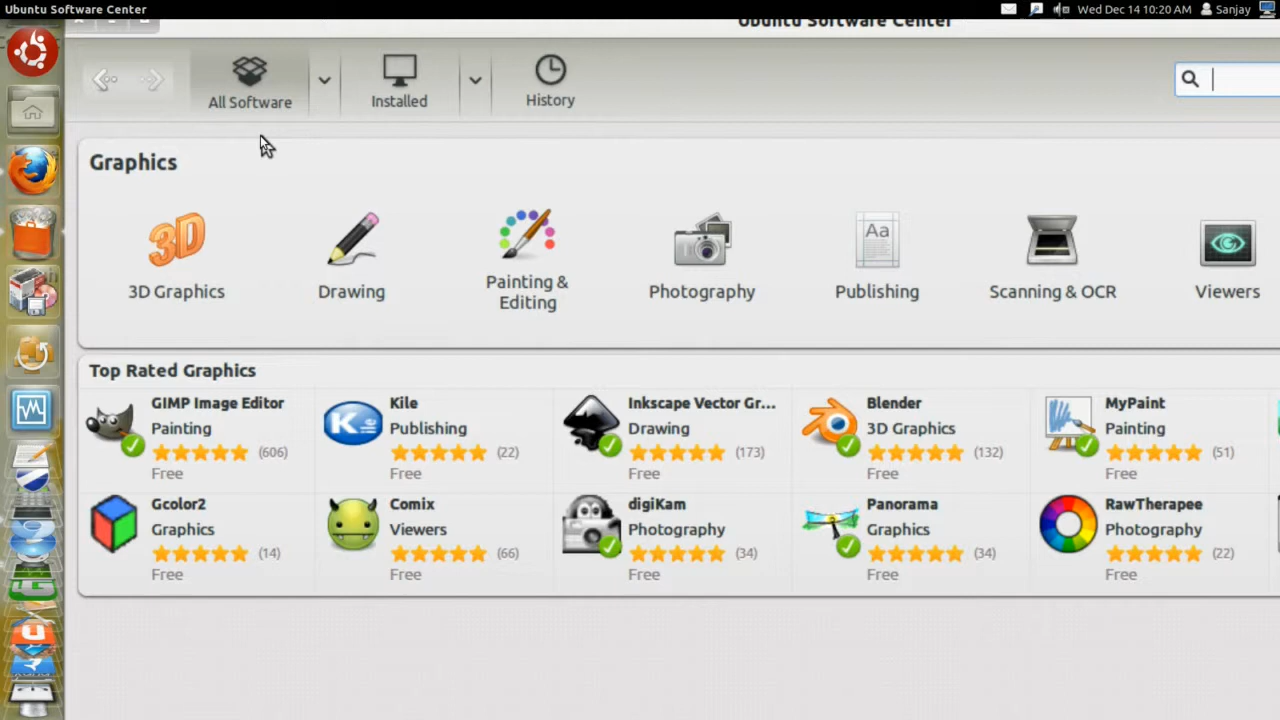 Ubuntu Software Center
Wed Dec 14 10:20 AM
Sanjay
Ubuntu Software Center
All Software
Installed
History
Graphics
3D
Aa
3D Graphics
Drawing
Painting &
Editing
Photography
Publishing
Scanning & OCR
Viewers
Top Rated Graphics
GIMP Image Editor
Painting
(606)
Free
Kile
Publishing
(22)
Free
Inkscape Vector Gr...
Drawing
(173)
Free
Blender
3D Graphics
(132)
Free
MyPaint
Painting
(51)
Free
Gcolor2
Graphics
(14)
Free
Comix
Viewers
(66)
Free
digiKam
Photography
(34)
Free
Panorama
Graphics
(34)
Free
RawTherapee
Photography
(22)
Free